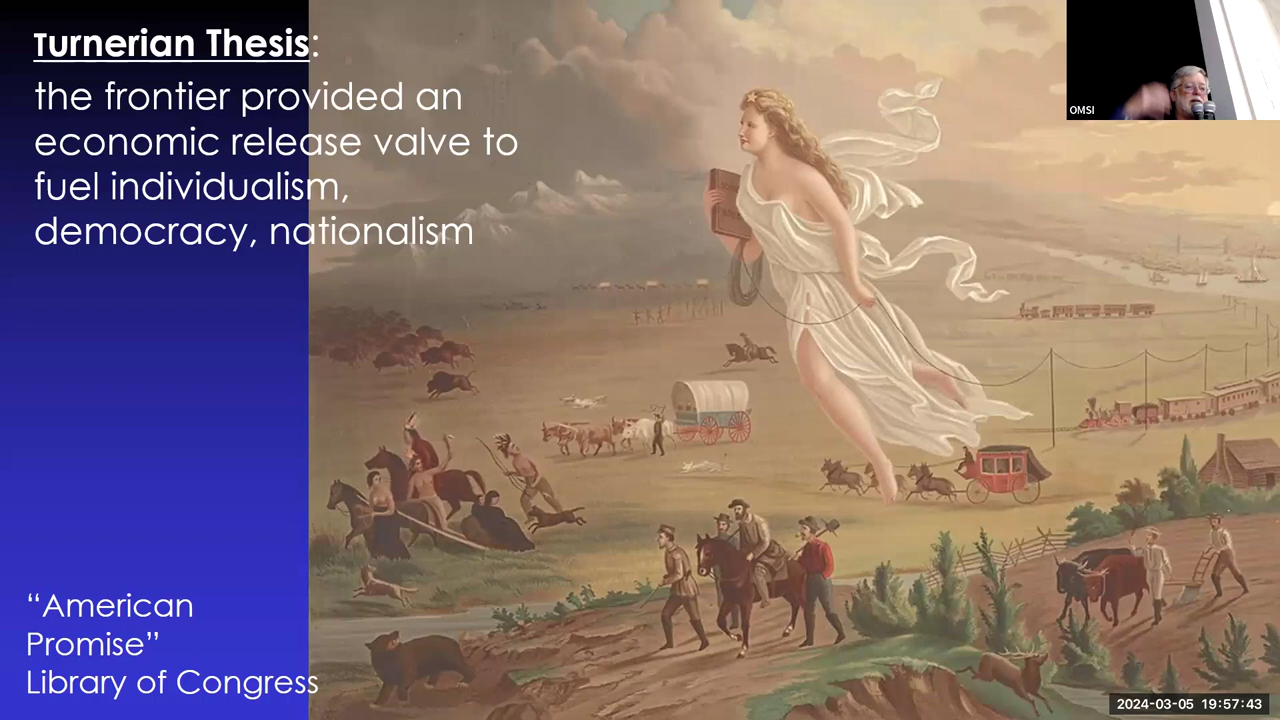 Turnerian Thesis:
the frontier provided an
economic release valve to
fuel individualism,
democracy, nationalism
“American
Promise”
Library of Congress
OMSI
2024-03-05 19:57:43